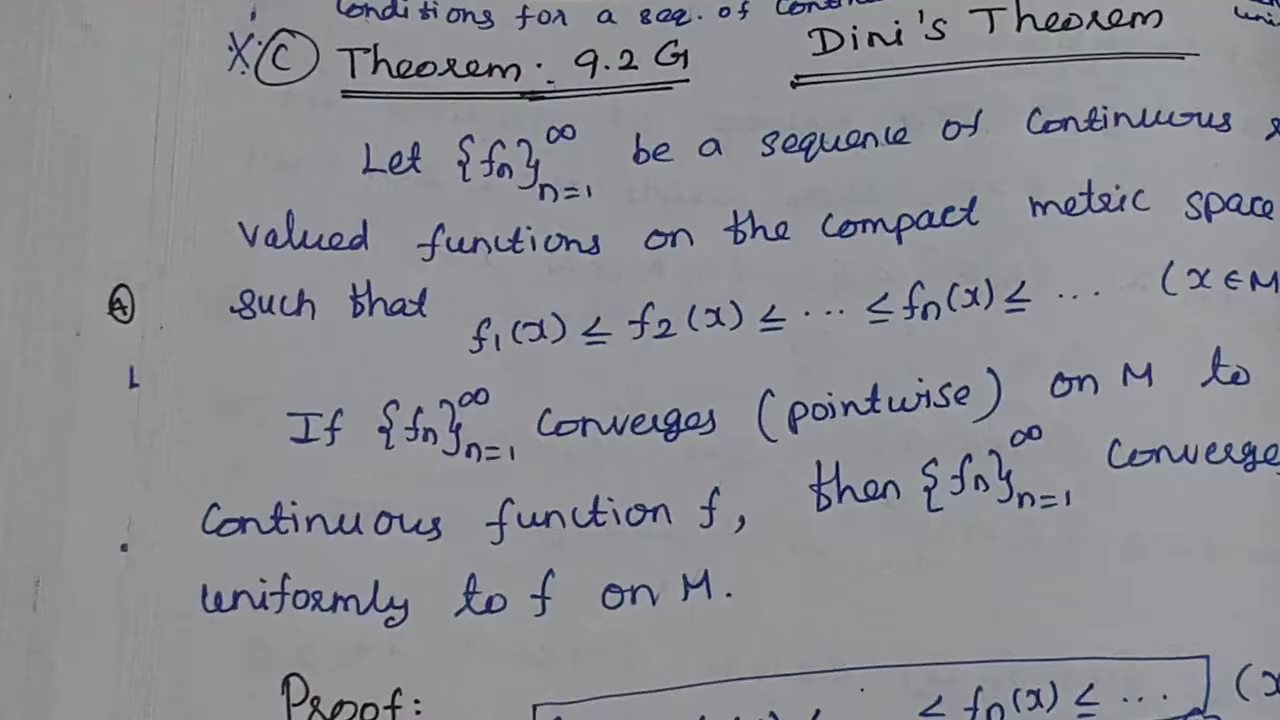 conditions for a seq. of
X. (C) Theorem: 9.2 G Dini's Theorem
Let {fₙ}ₙ₌₁^∞ be a sequence of continuous
valued functions on the compact metric space
such that f₁(x) ≤ f₂(x) ≤ ... ≤ fₙ(x) ≤ ... (x ∈ M
If {fₙ}ₙ₌₁^∞ converges (pointwise) on M to
continuous function f, then {fₙ}ₙ₌₁^∞ converge
uniformly to f on M.
Proof: ≤ fₙ(x) ≤ ... (x